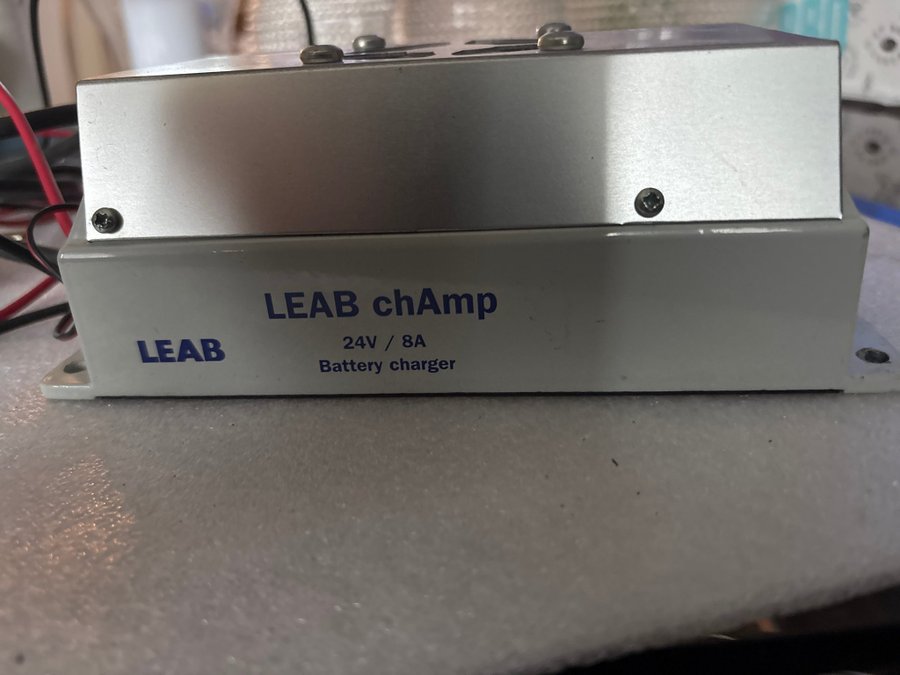 LEAB chAmp
LEAB
24V / 8A
Battery charger